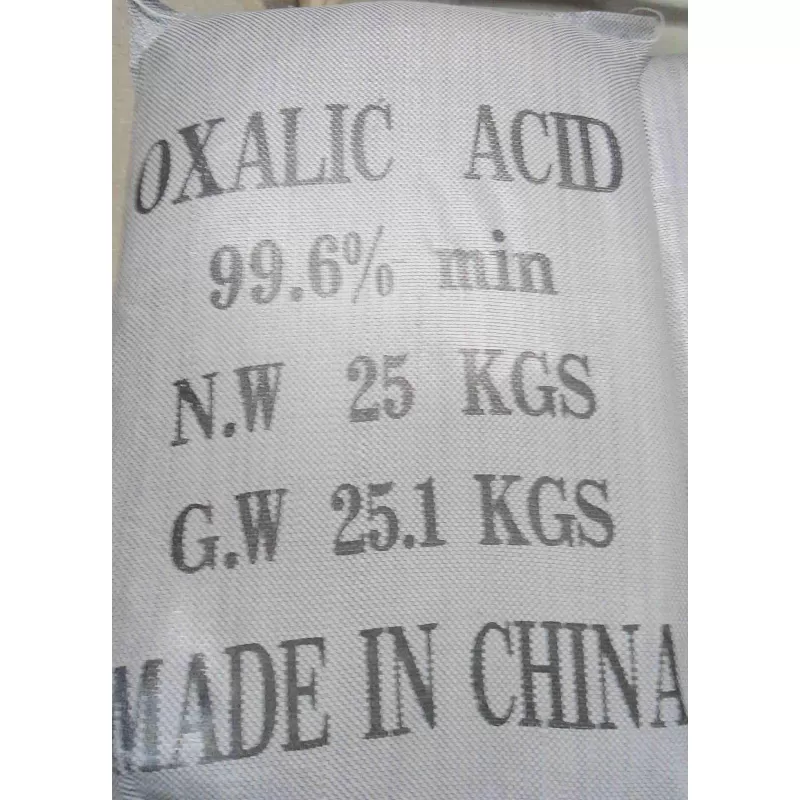 OXALIC ACID
99.6% min
N.W 25 KGS
G.W 25.1 KGS
MADE IN CHINA